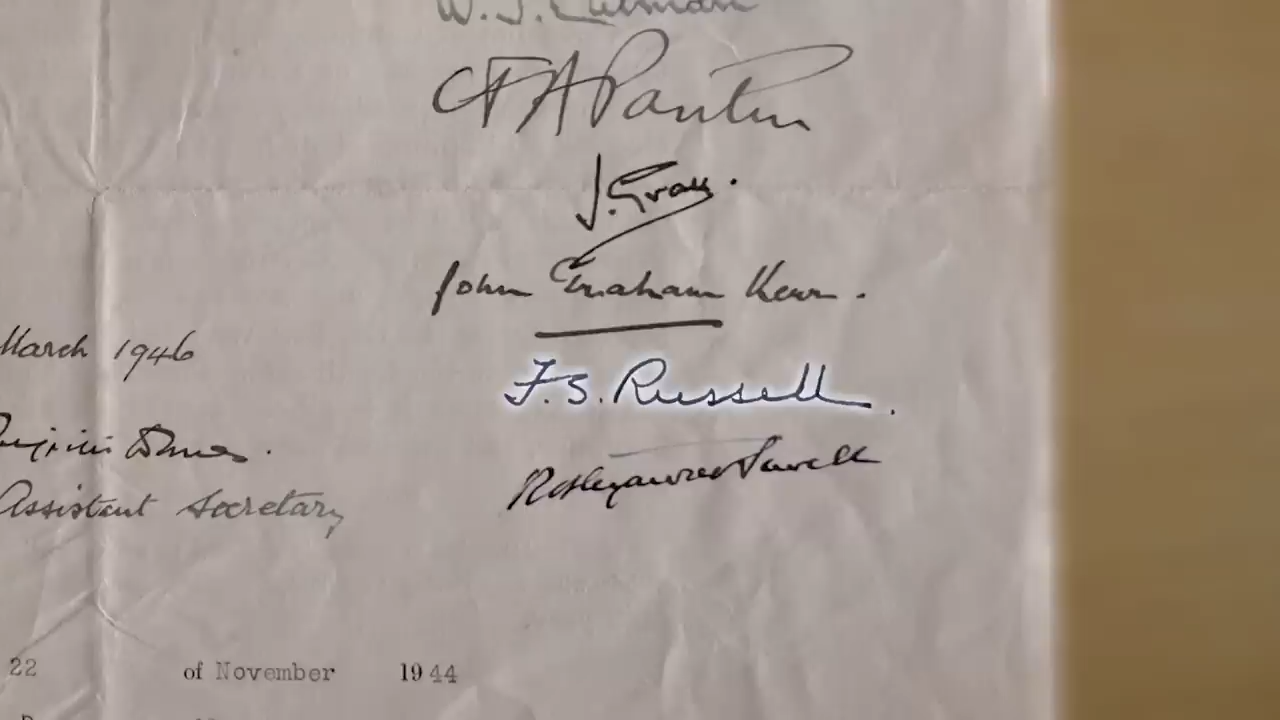 C F A Pantin
J. Gray.
John Graham Kerr.
March 1946
F. S. Russell.
Assistant Secretary
22 of November 1944